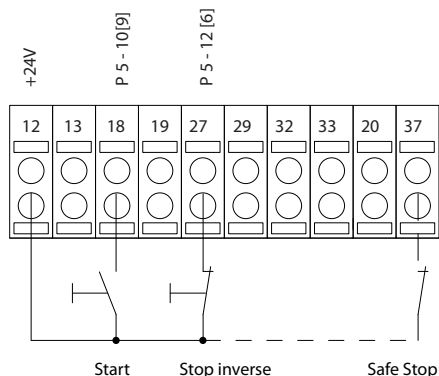 +24V
P 5 - 10[9]
P 5 - 12 [6]
12 13 18 19 27 29 32 33 20 37
Start Stop inverse Safe Stop